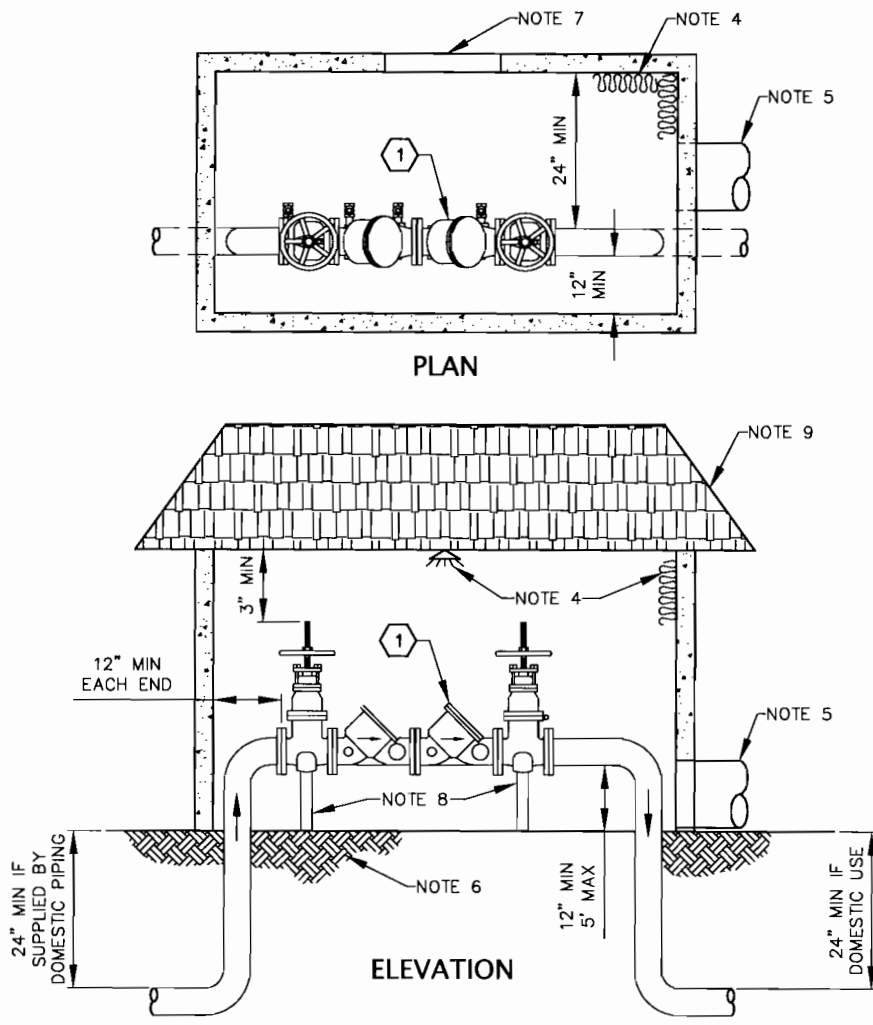 NOTE 7
NOTE 4
NOTE 5
1
24" MIN
12"
MIN
PLAN
NOTE 9
3" MIN
NOTE 4
1
12" MIN
EACH END
NOTE 5
NOTE 8
NOTE 6
24" MIN IF
SUPPLIED BY
DOMESTIC PIPING
12" MIN
5' MAX
24" MIN IF
DOMESTIC USE
ELEVATION